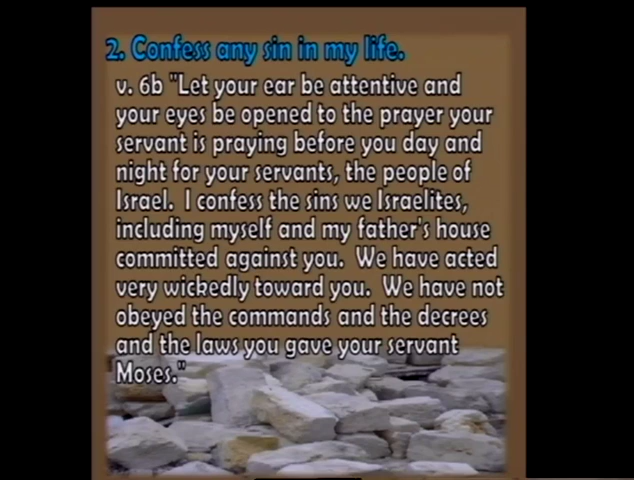 2. Confess any sin in my life.
v. 6b "Let your ear be attentive and
your eyes be opened to the prayer your
servant is praying before you day and
night for your servants, the people of
Israel. I confess the sins we Israelites,
including myself and my father's house
committed against you. We have acted
very wickedly toward you. We have not
obeyed the commands and the decrees
and the laws you gave your servant
Moses."